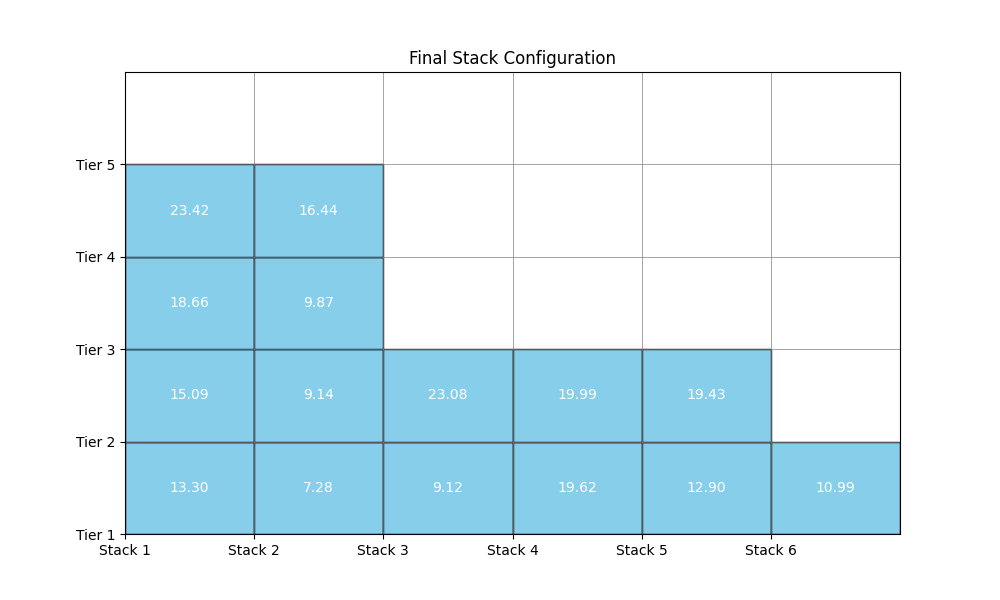 Final Stack Configuration
Tier 5
23.42 16.44
Tier 4
18.66 9.87
Tier 3
15.09 9.14 23.08 19.99 19.43
Tier 2
13.30 7.28 9.12 19.62 12.90 10.99
Tier 1
Stack 1 Stack 2 Stack 3 Stack 4 Stack 5 Stack 6